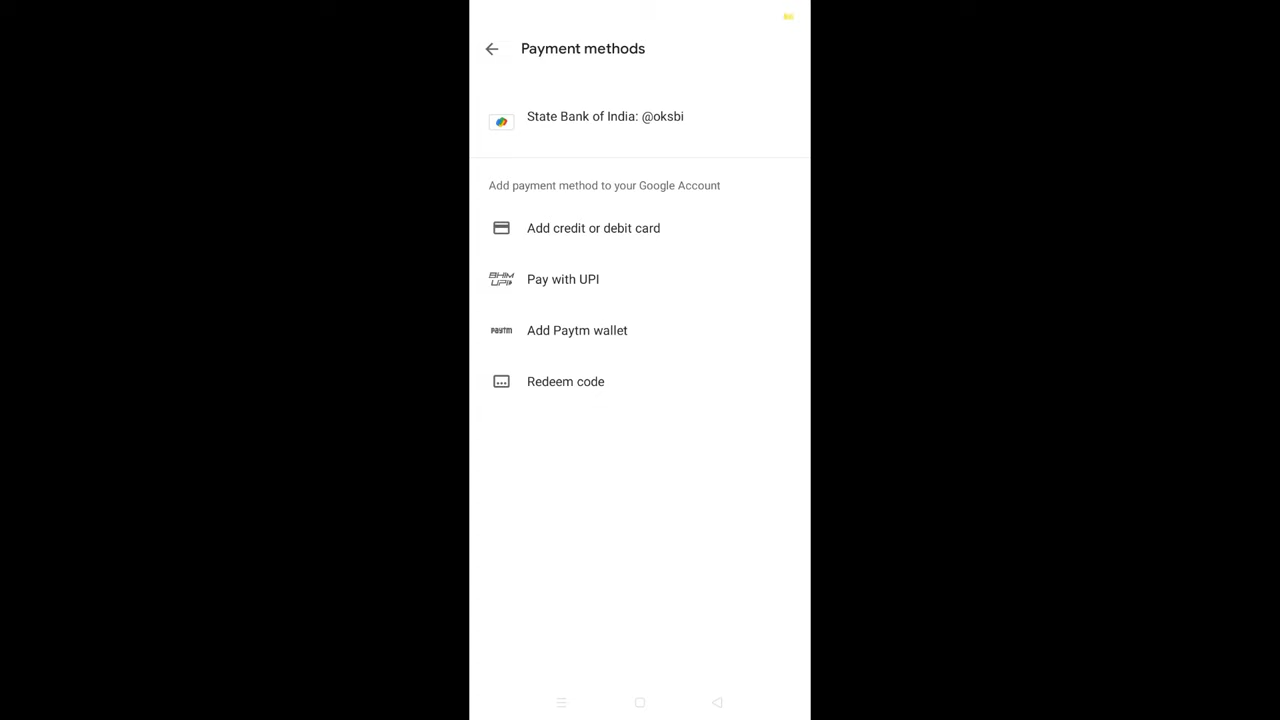 Payment methods
State Bank of India: @oksbi
Add payment method to your Google Account
Add credit or debit card
BHIM
UPI
Pay with UPI
paytm
Add Paytm wallet
Redeem code